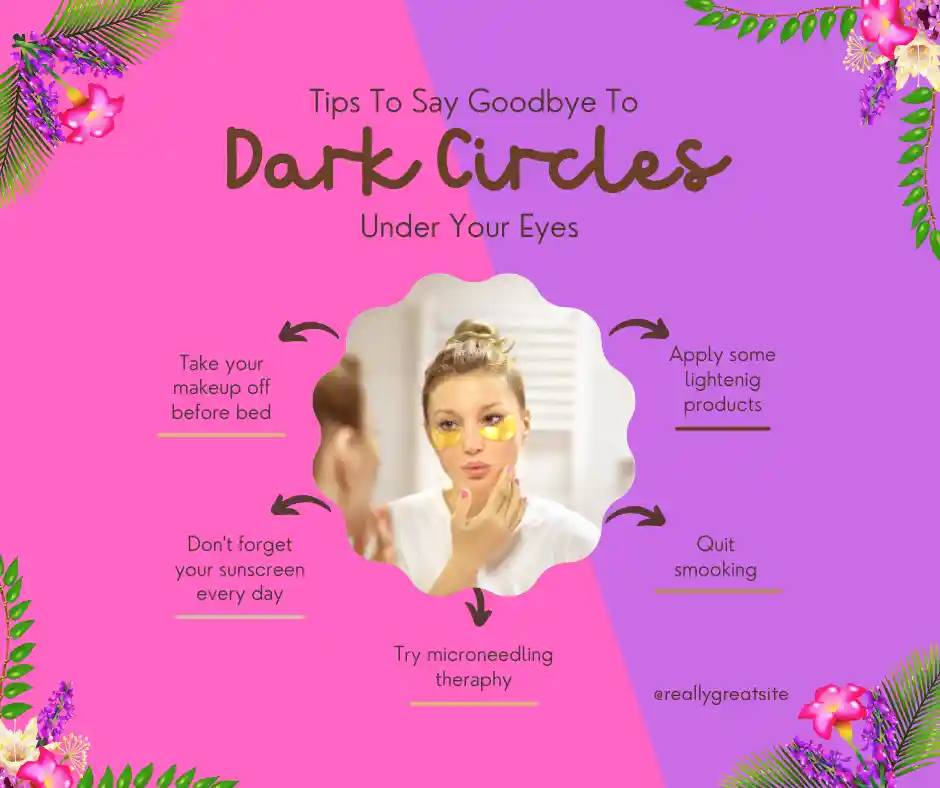 Tips To Say Goodbye To
Dark Circles
Under Your Eyes
Take your
makeup off
before bed
Apply some
lightenig
products
Don't forget
your sunscreen
every day
Quit
smooking
Try microneedling
theraphy
@reallygreatsite